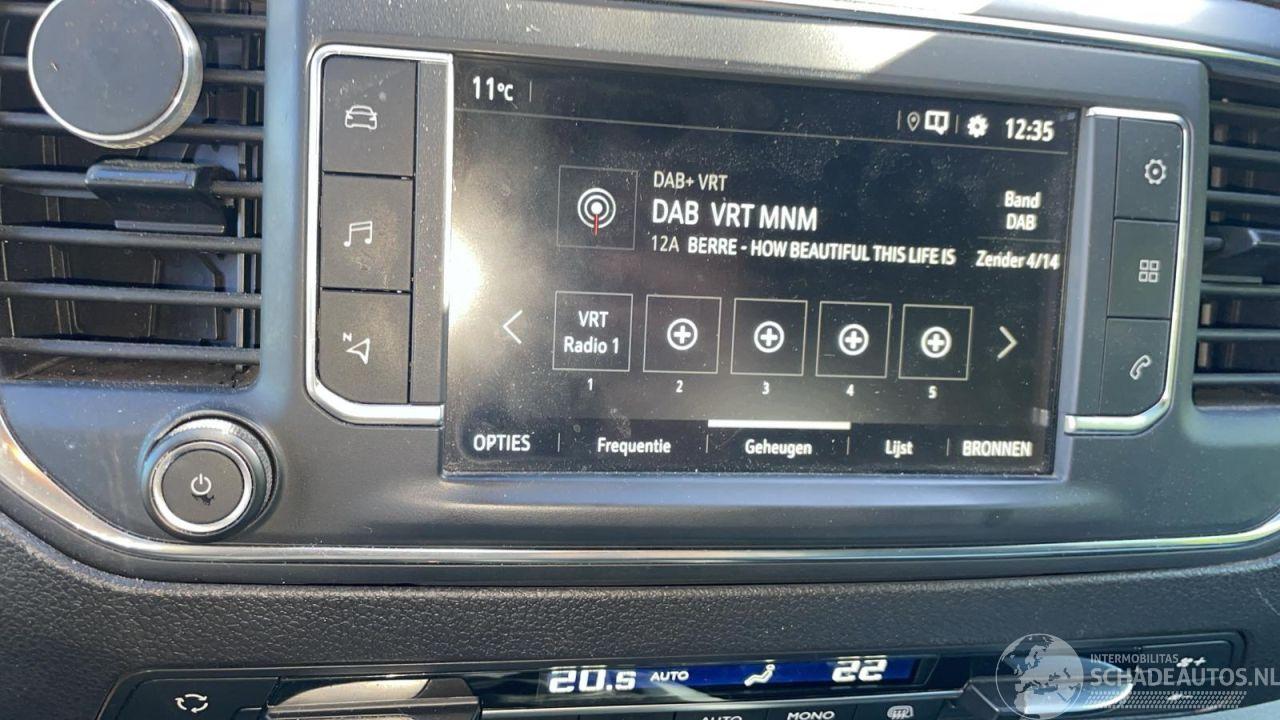 11°C
12:35
DAB+ VRT
DAB VRT MNM
12A BERRE - HOW BEAUTIFUL THIS LIFE IS
Band
DAB
Zender 4/14
N
VRT
Radio 1
1 2 3 4 5
OPTIES Frequentie Geheugen Lijst BRONNEN
20.5 AUTO 22
AUTO MONO
INTERMOBILITAS
SCHADEAUTOS.NL